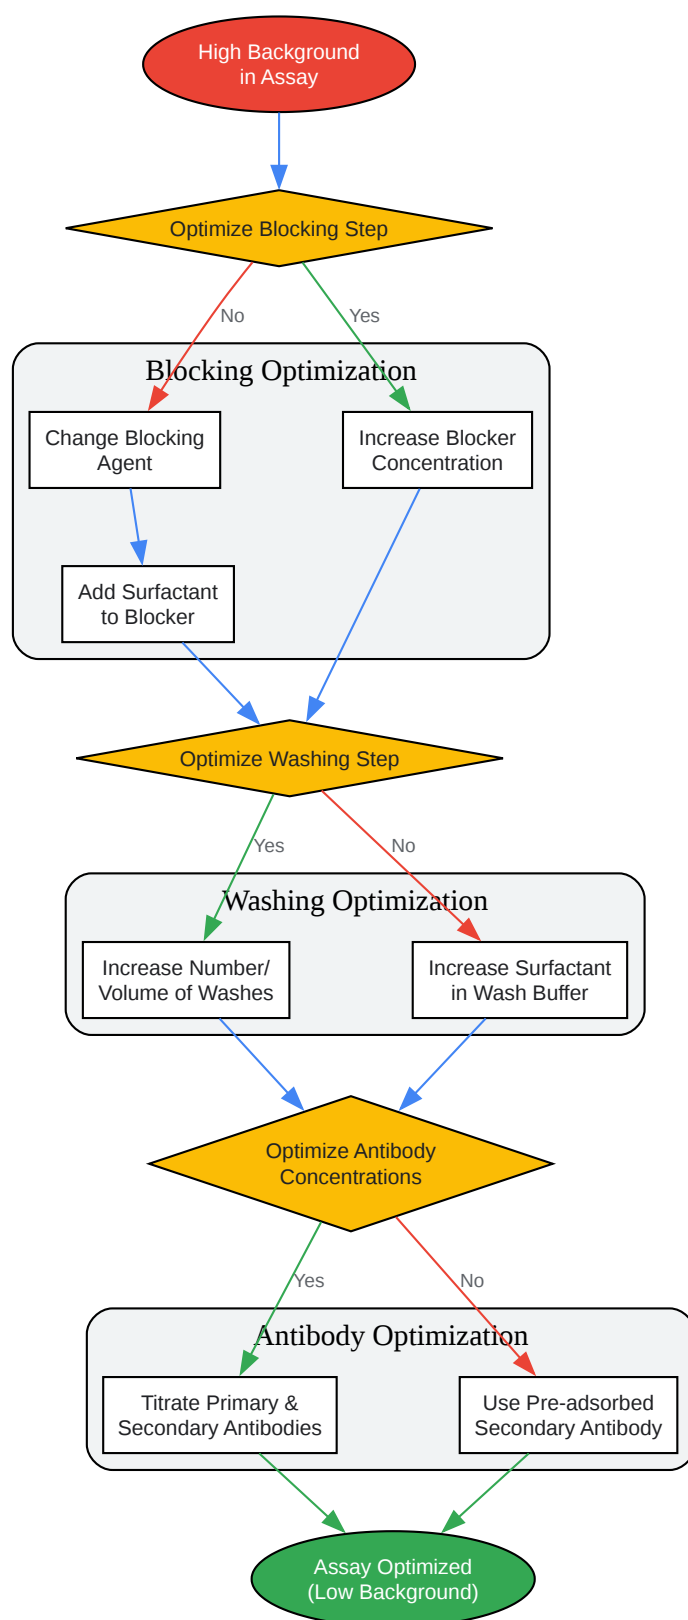 High Background
in Assay
Optimize Blocking Step
No
Yes
Blocking Optimization
Change Blocking
Agent
Increase Blocker
Concentration
Add Surfactant
to Blocker
Optimize Washing Step
Yes
No
Washing Optimization
Increase Number/
Volume of Washes
Increase Surfactant
in Wash Buffer
Optimize Antibody
Concentrations
Yes
No
Antibody Optimization
Titrate Primary &
Secondary Antibodies
Use Pre-adsorbed
Secondary Antibody
Assay Optimized
(Low Background)